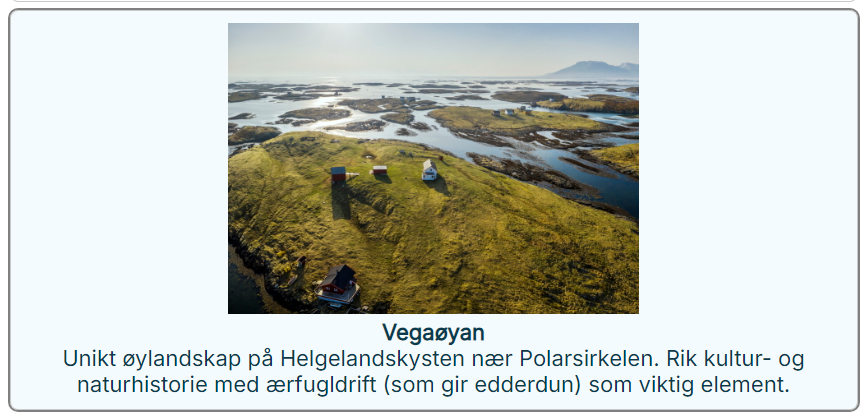 Vegaøyan
Unikt øylandskap på Helgelandskysten nær Polarsirkelen. Rik kultur- og
naturhistorie med ærfugldrift (som gir edderdun) som viktig element.